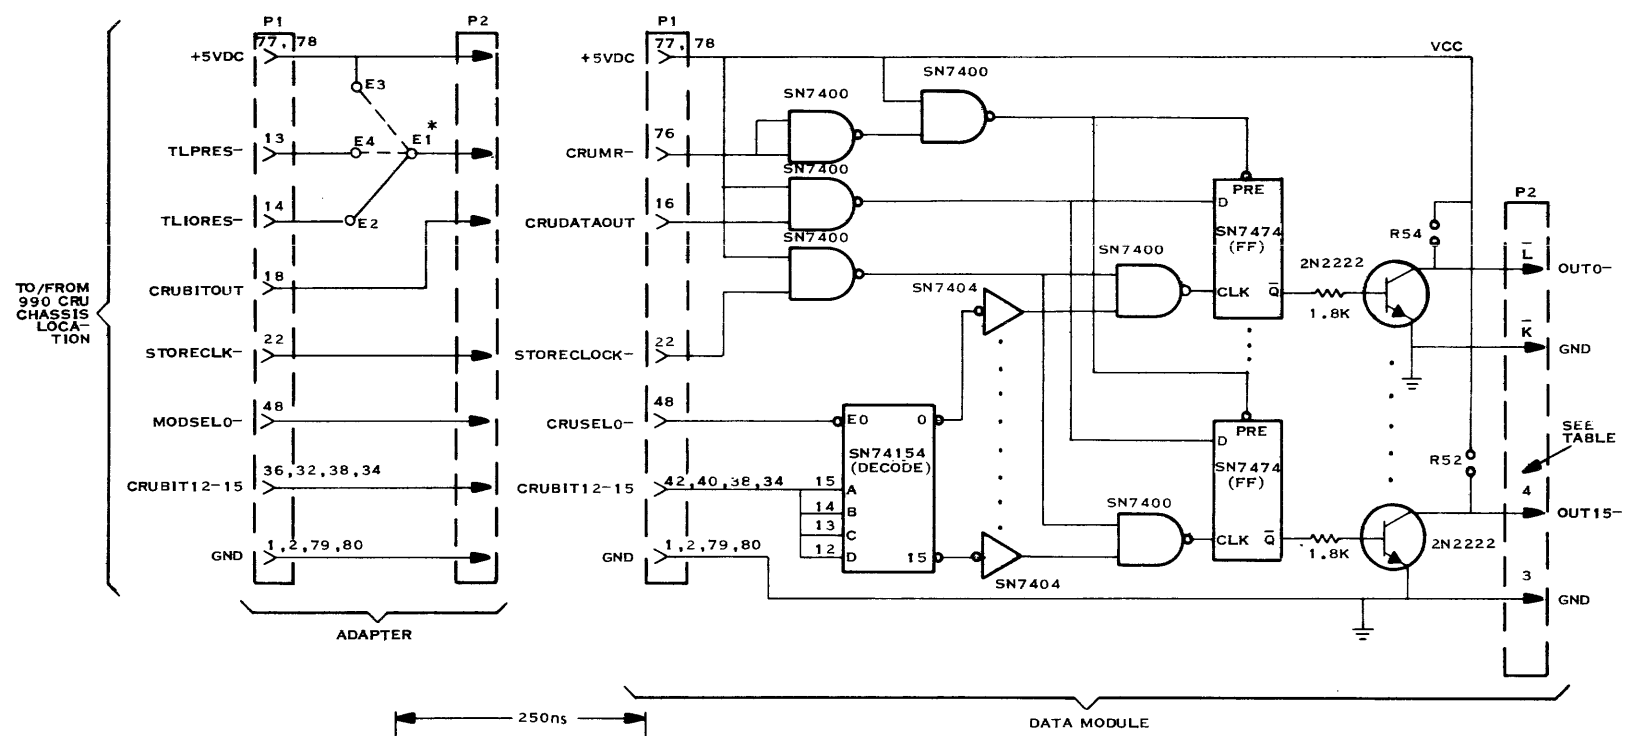 P1
P2
P1
77, 78
+5VDC
E3
TLPRES-
13
E4
E1
*
TLIORES-
14
E2
CRUBITOUT
18
STORECLK-
22
MODSEL0-
48
CRUBIT12-15
36,32,38,34
GND
1,2,79,80
TO/FROM
990 CRU
CHASSIS
LOCA-
TION
ADAPTER
77, 78
+5VDC
VCC
SN7400
SN7400
76
CRUMR-
SN7400
16
CRUDATAOUT
SN7400
22
STORECLOCK-
48
CRUSEL0-
42,40,38,34
CRUBIT12-15
1,2,79,80
GND
E0
0
SN74154
(DECODE)
15
A
14
B
13
C
12
D
15
SN7404
SN7404
SN7400
SN7400
PRE
D
SN7474
(FF)
CLK
Q̅
PRE
D
SN7474
(FF)
CLK
Q̅
1.8K
2N2222
1.8K
2N2222
R54
R52
P2
L̅
OUT0-
K̅
GND
SEE
TABLE
4
OUT15-
3
GND
250ns
DATA MODULE